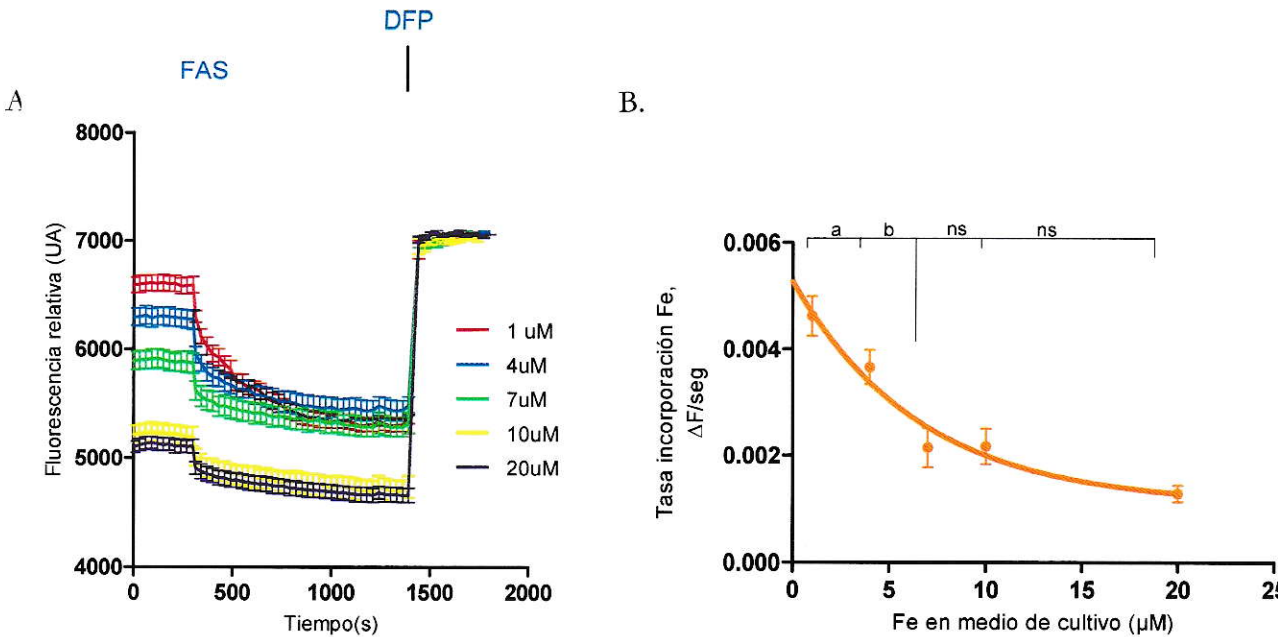 DFP
FAS
A
B.
8000
7000
6000
5000
4000
Fluorescencia relativa (UA)
0
500
1000
1500
2000
Tiempo(s)
1 uM
4uM
7uM
10uM
20uM
a
b
ns
ns
0.006
0.004
0.002
0.000
Tasa incorporación Fe,
ΔF/seg
0
5
10
15
20
25
Fe en medio de cultivo (µM)